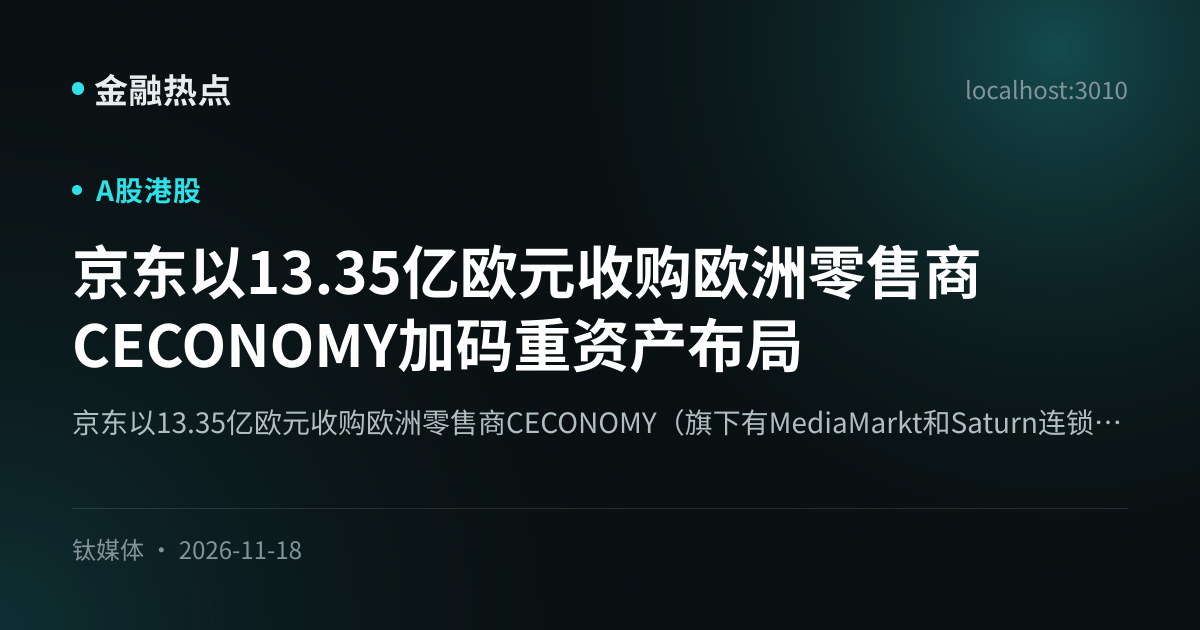 金融热点
localhost:3010
A股港股
京东以13.35亿欧元收购欧洲零售商
CECONOMY加码重资产布局
京东以13.35亿欧元收购欧洲零售商CECONOMY（旗下有MediaMarkt和Saturn连锁…
钛媒体 · 2026-11-18